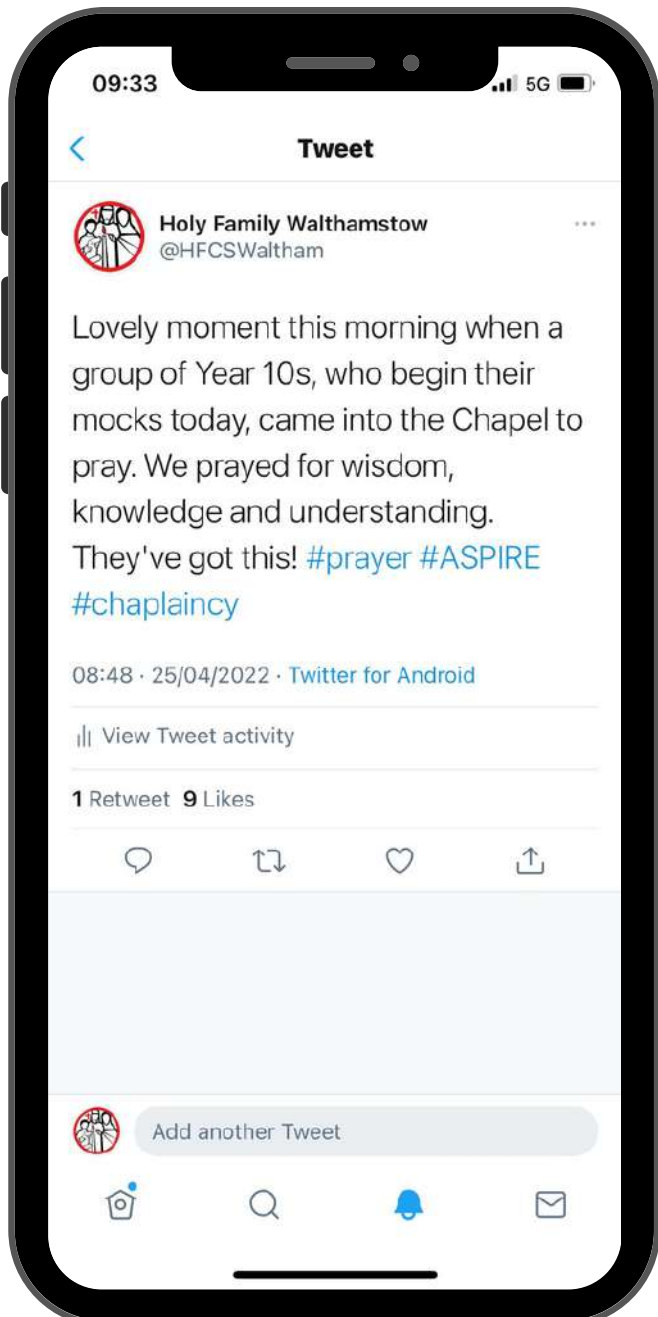 09:33
5G
Tweet
Holy Family Walthamstow
@HFCSWaltham
Lovely moment this morning when a
group of Year 10s, who begin their
mocks today, came into the Chapel to
pray. We prayed for wisdom,
knowledge and understanding.
They've got this! #prayer #ASPIRE
#chaplaincy
08:48 · 25/04/2022 · Twitter for Android
View Tweet activity
1 Retweet 9 Likes
Add another Tweet